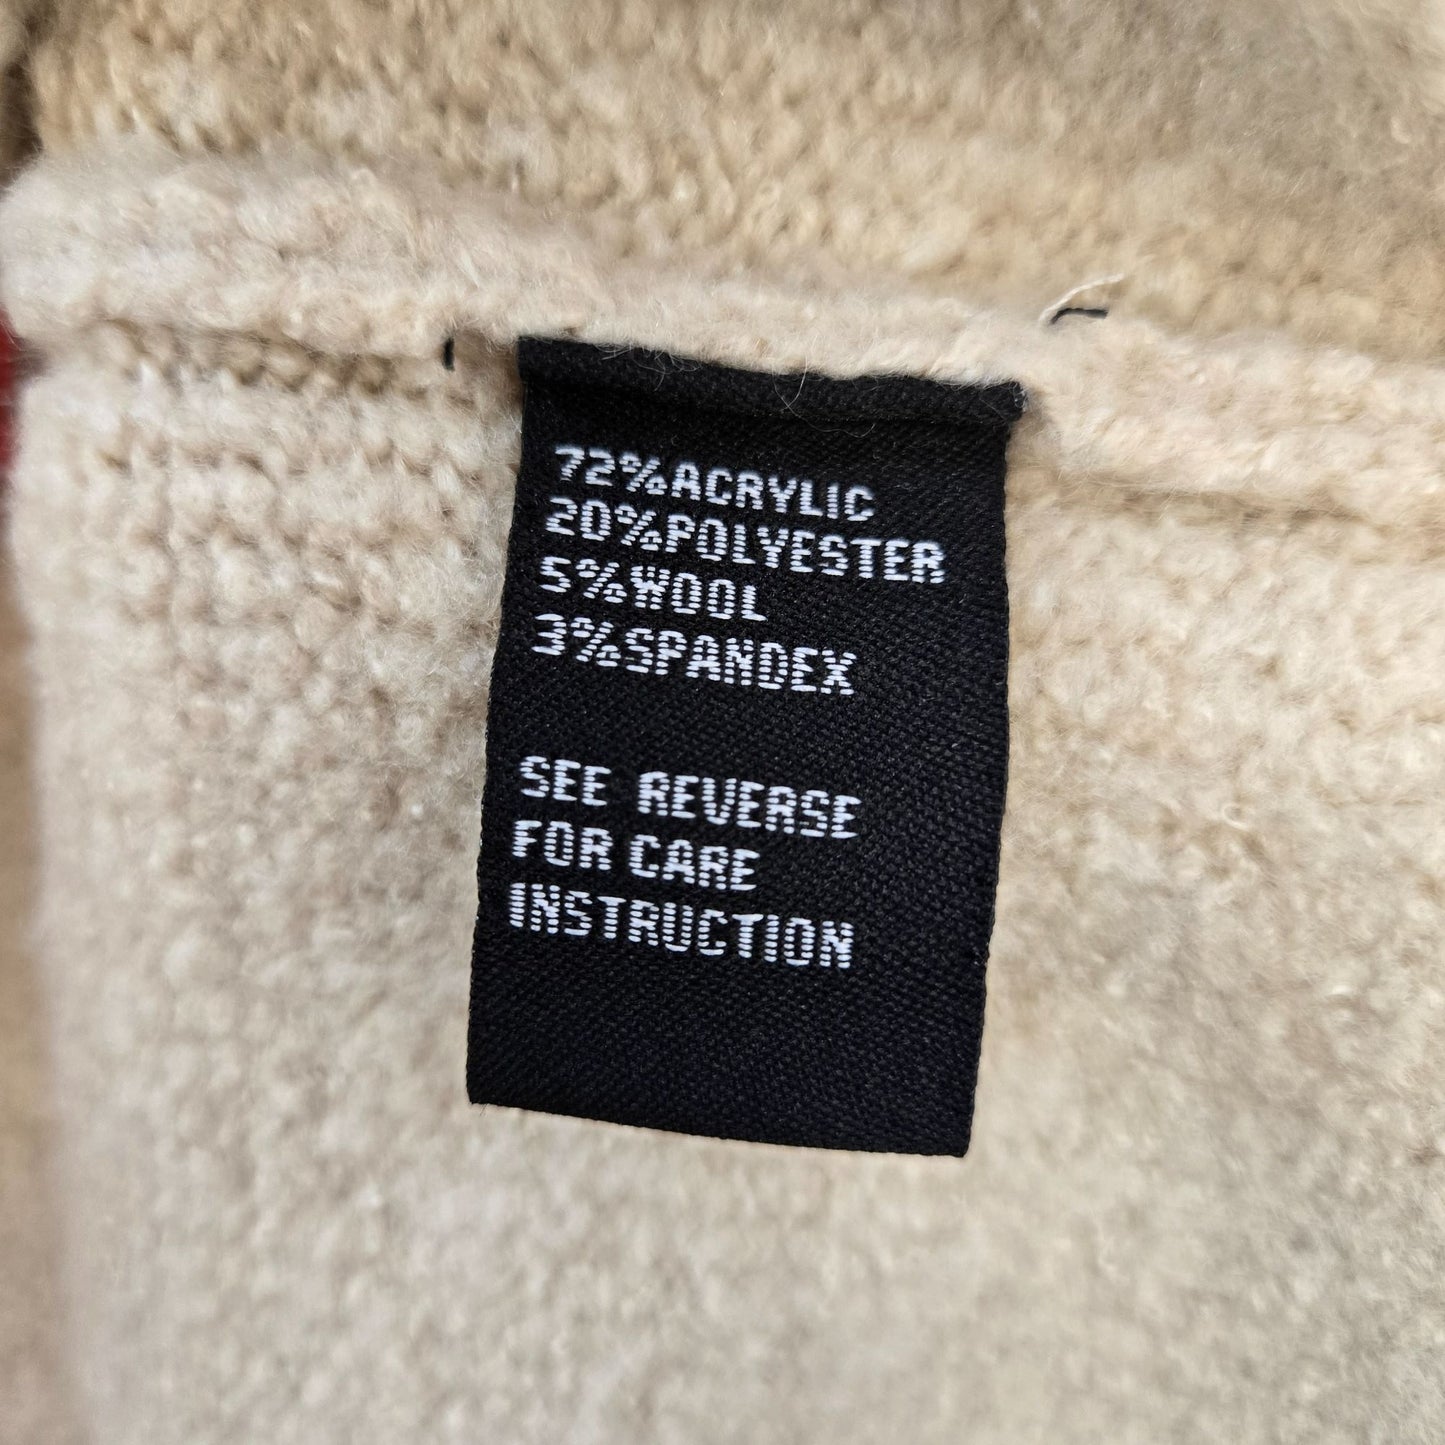 72%ACRYLIC
20%POLYESTER
5%WOOL
3%SPANDEX
SEE REVERSE
FOR CARE
INSTRUCTION